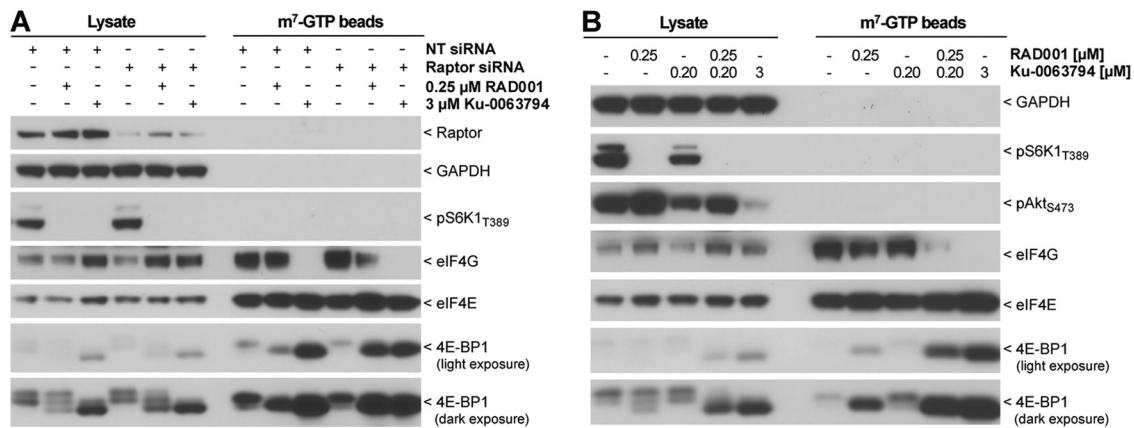 A
Lysate
m⁷-GTP beads
+ + + - - - + + + - - - NT siRNA
- - - + + + - - - + + + Raptor siRNA
- + - - + - - + - - + - 0.25 µM RAD001
- - + - - + - - + - - + 3 µM Ku-0063794
< Raptor
< GAPDH
< pS6K1T389
< eIF4G
< eIF4E
< 4E-BP1
(light exposure)
< 4E-BP1
(dark exposure)
B
Lysate
m⁷-GTP beads
- 0.25 - 0.25 - - 0.25 - 0.25 - RAD001 [µM]
- - 0.20 0.20 3 - - 0.20 0.20 3 Ku-0063794 [µM]
< GAPDH
< pS6K1T389
< pAktS473
< eIF4G
< eIF4E
< 4E-BP1
(light exposure)
< 4E-BP1
(dark exposure)